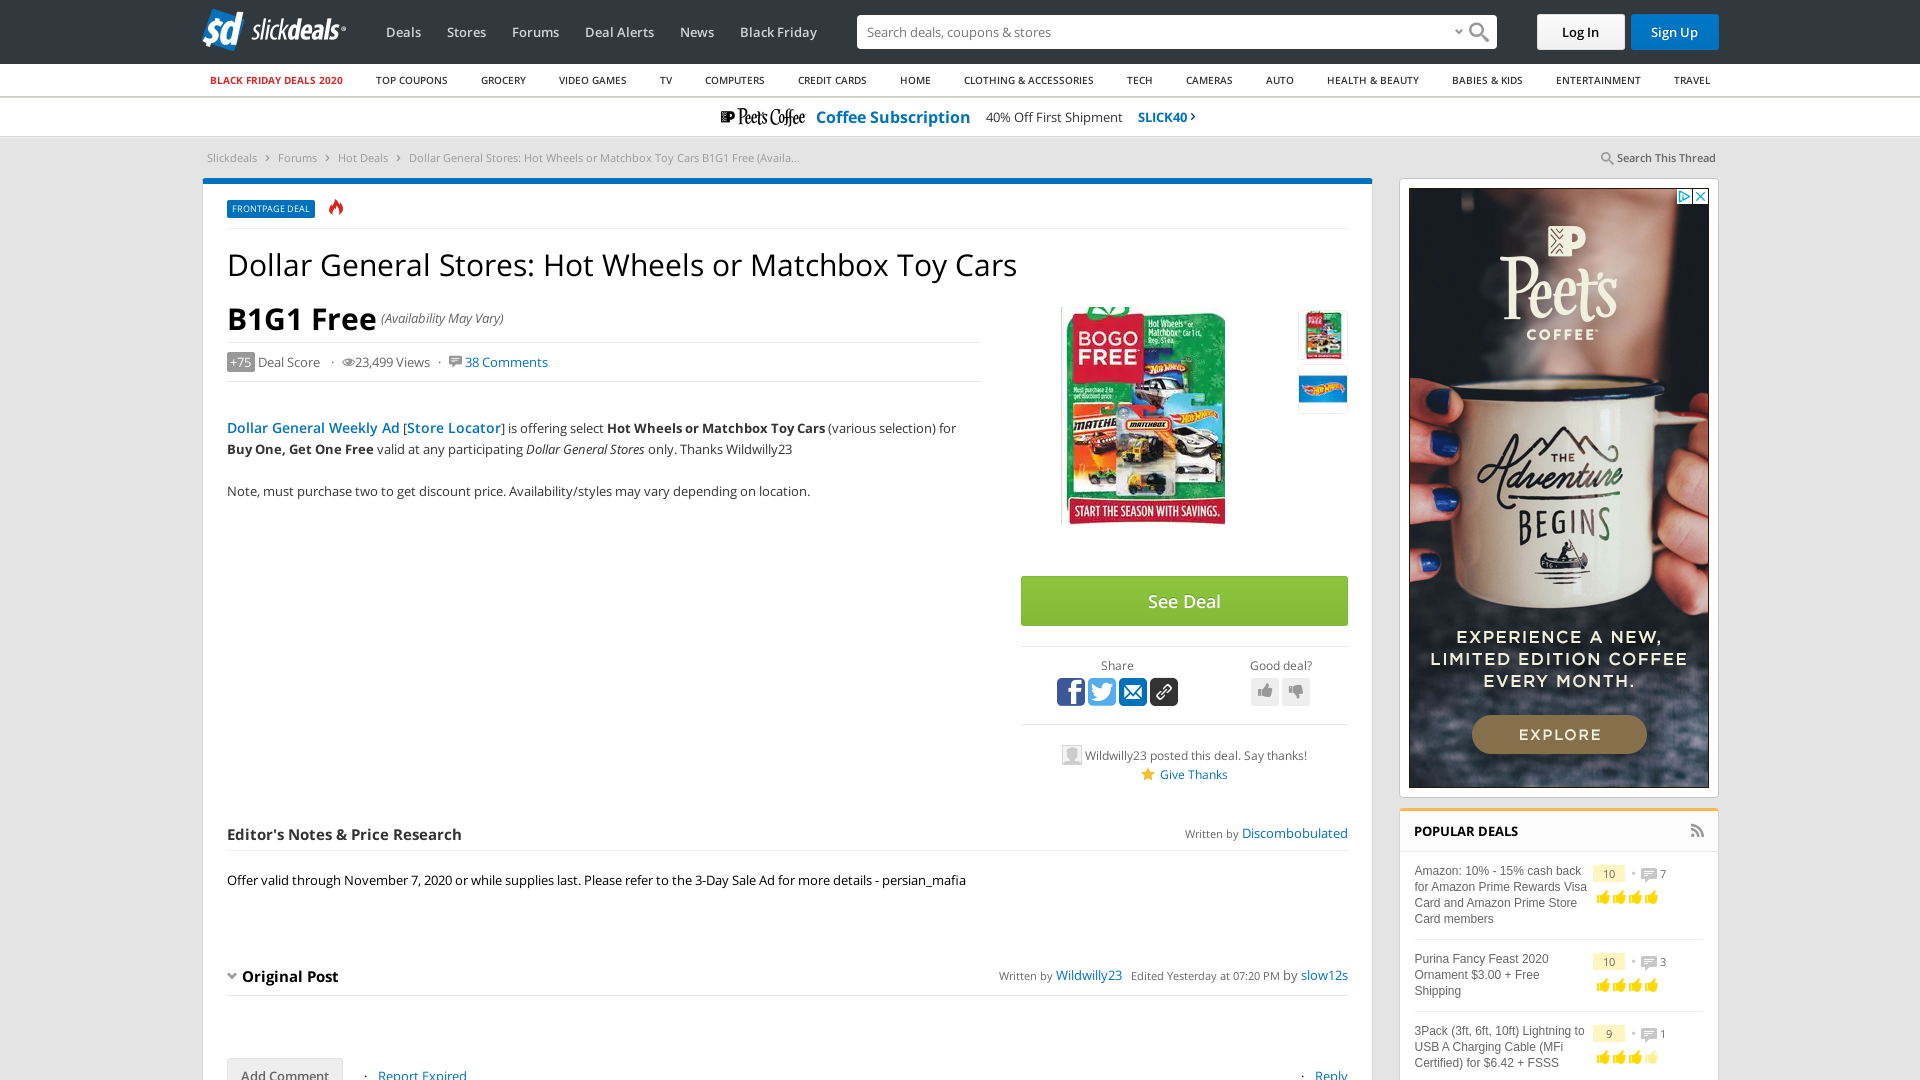 sd slickdeals
Deals Stores Forums Deal Alerts News Black Friday
Search deals, coupons & stores
Log In
Sign Up
BLACK FRIDAY DEALS 2020 TOP COUPONS GROCERY VIDEO GAMES TV COMPUTERS CREDIT CARDS HOME CLOTHING & ACCESSORIES TECH CAMERAS AUTO HEALTH & BEAUTY BABIES & KIDS ENTERTAINMENT TRAVEL
Peet's Coffee Coffee Subscription 40% Off First Shipment SLICK40 ›
Slickdeals › Forums › Hot Deals › Dollar General Stores: Hot Wheels or Matchbox Toy Cars B1G1 Free (Availa...
Search This Thread
FRONTPAGE DEAL
Dollar General Stores: Hot Wheels or Matchbox Toy Cars
B1G1 Free (Availability May Vary)
+75 Deal Score · 23,499 Views · 38 Comments
Dollar General Weekly Ad [Store Locator] is offering select Hot Wheels or Matchbox Toy Cars (various selection) for
Buy One, Get One Free valid at any participating Dollar General Stores only. Thanks Wildwilly23
Note, must purchase two to get discount price. Availability/styles may vary depending on location.
BOGO
FREE
Hot Wheels® or
Matchbox® Car 1 ct.
Reg. $1 ea.
Must purchase 2 to
get discount price
MATCHBOX
START THE SEASON WITH SAVINGS.
See Deal
Share
Good deal?
Wildwilly23 posted this deal. Say thanks!
Give Thanks
Editor's Notes & Price Research
Written by Discombobulated
Offer valid through November 7, 2020 or while supplies last. Please refer to the 3-Day Sale Ad for more details - persian_mafia
Original Post
Written by Wildwilly23 Edited Yesterday at 07:20 PM by slow12s
Add Comment · Report Expired
· Reply
Peet's
COFFEE™
THE
Adventure
BEGINS
EXPERIENCE A NEW,
LIMITED EDITION COFFEE
EVERY MONTH.
EXPLORE
POPULAR DEALS
Amazon: 10% - 15% cash back
for Amazon Prime Rewards Visa
Card and Amazon Prime Store
Card members
10 • 7
Purina Fancy Feast 2020
Ornament $3.00 + Free
Shipping
10 • 3
3Pack (3ft, 6ft, 10ft) Lightning to
USB A Charging Cable (MFi
Certified) for $6.42 + FSSS
9 • 1